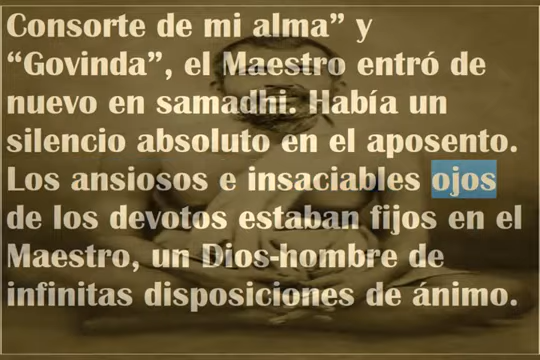 Consorte de mi alma” y
“Govinda”, el Maestro entró de
nuevo en samadhi. Había un
silencio absoluto en el aposento.
Los ansiosos e insaciables ojos
de los devotos estaban fijos en el
Maestro, un Dios-hombre de
infinitas disposiciones de ánimo.